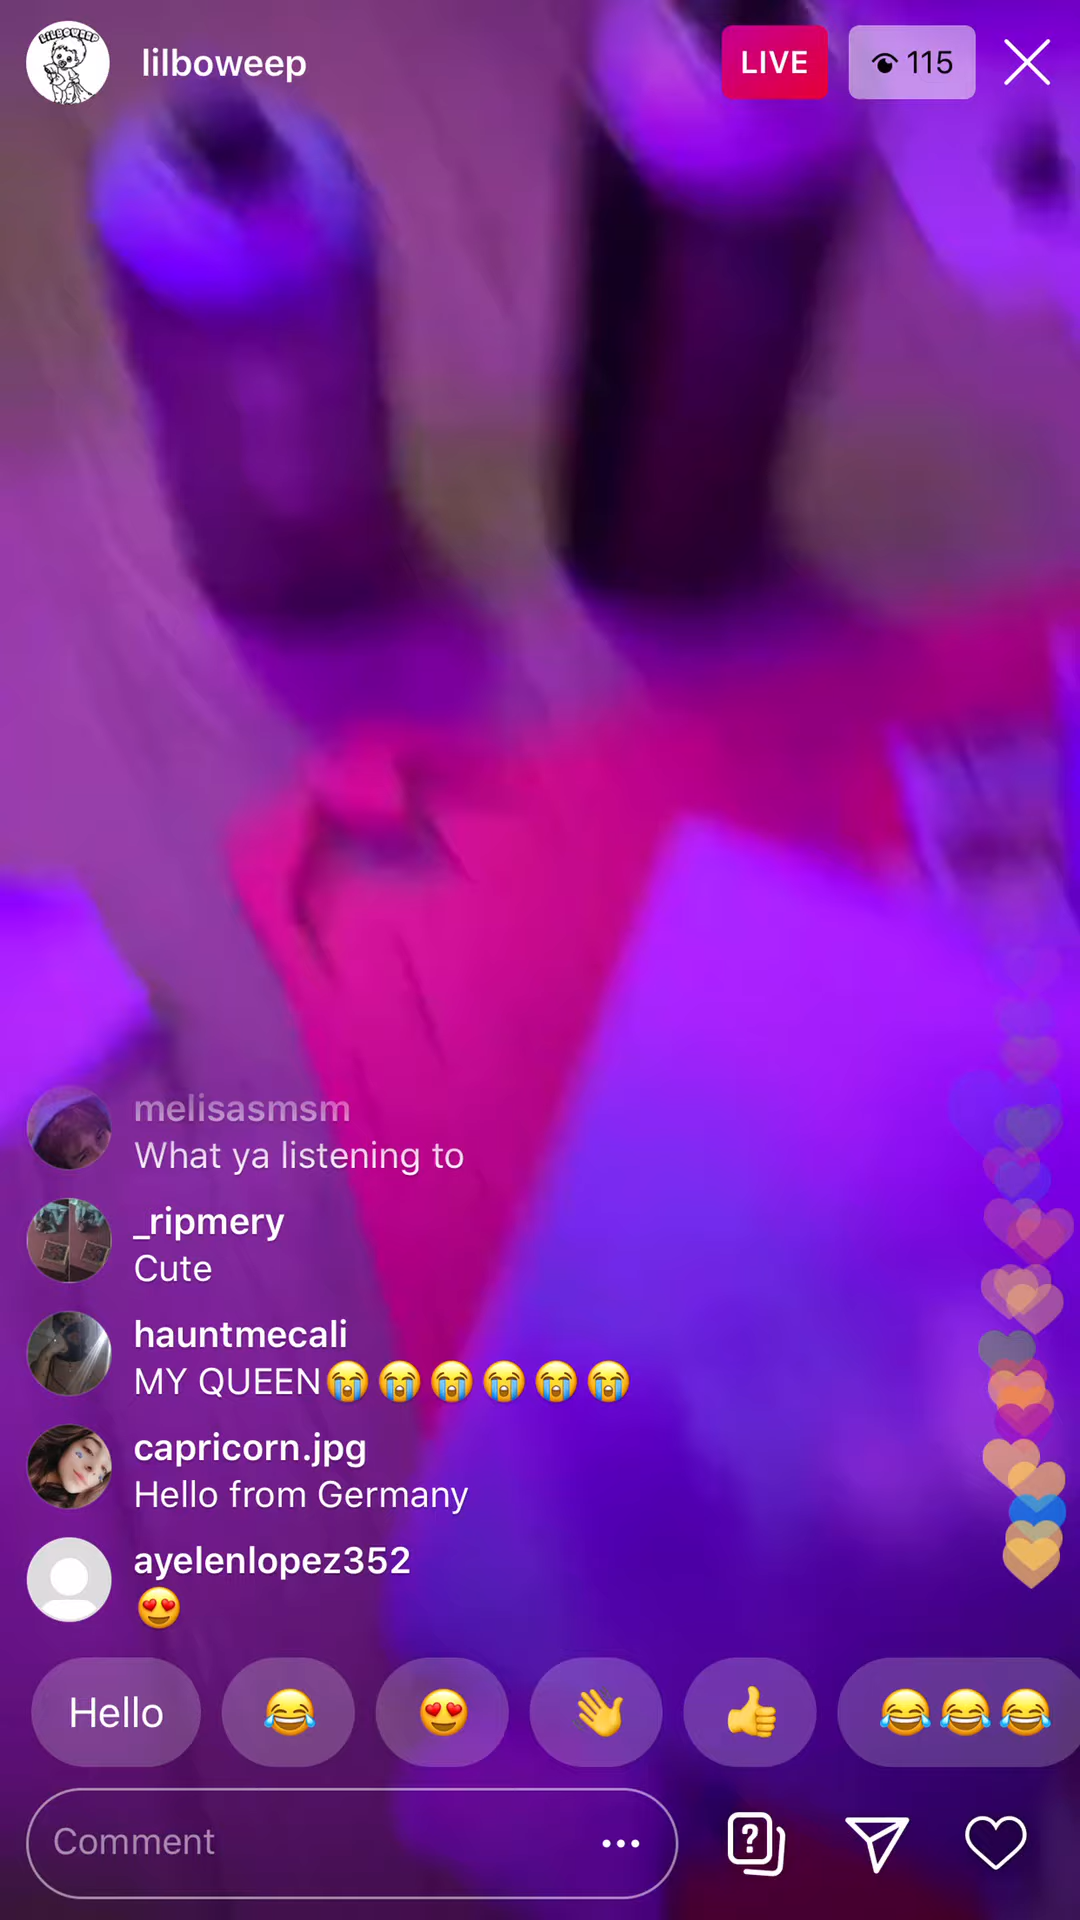 LILBOWEEP
lilboweep
LIVE
115
melisasmsm
What ya listening to
_ripmery
Cute
hauntmecali
MY QUEEN😭😭😭😭😭😭
capricorn.jpg
Hello from Germany
ayelenlopez352
😍
Hello 😂 😍 👋 👍 😂😂😂
Comment